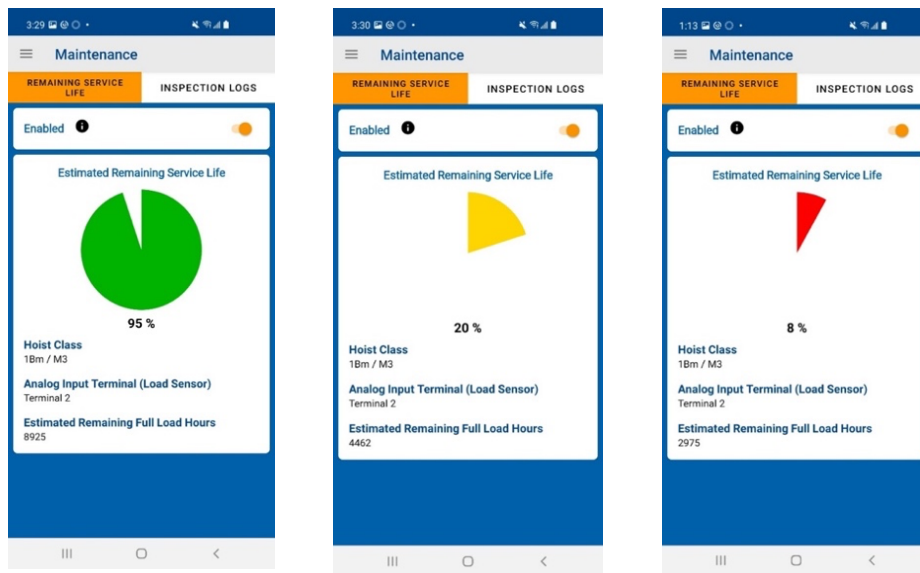 3:29
Maintenance
REMAINING SERVICE
LIFE
INSPECTION LOGS
Enabled
Estimated Remaining Service Life
95 %
Hoist Class
1Bm / M3
Analog Input Terminal (Load Sensor)
Terminal 2
Estimated Remaining Full Load Hours
8925
3:30
Maintenance
REMAINING SERVICE
LIFE
INSPECTION LOGS
Enabled
Estimated Remaining Service Life
20 %
Hoist Class
1Bm / M3
Analog Input Terminal (Load Sensor)
Terminal 2
Estimated Remaining Full Load Hours
4462
1:13
Maintenance
REMAINING SERVICE
LIFE
INSPECTION LOGS
Enabled
Estimated Remaining Service Life
8 %
Hoist Class
1Bm / M3
Analog Input Terminal (Load Sensor)
Terminal 2
Estimated Remaining Full Load Hours
2975